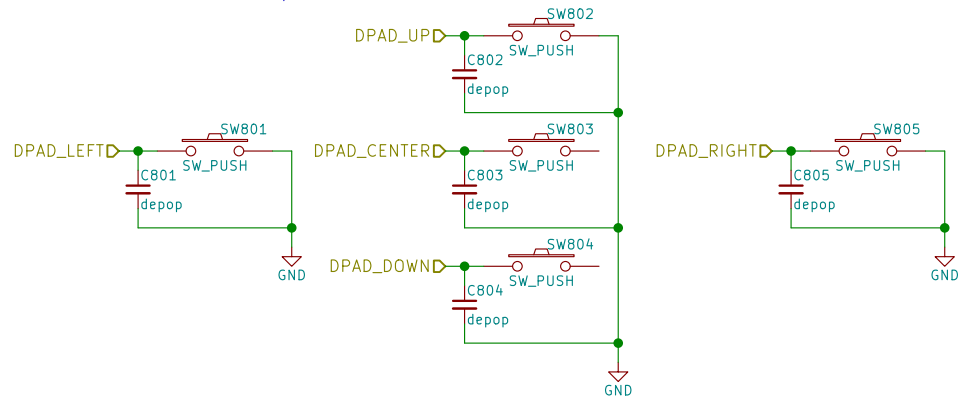 SW802
DPAD_UP
SW_PUSH
C802
depop
SW801
DPAD_LEFT
SW_PUSH
C801
depop
GND
SW803
DPAD_CENTER
SW_PUSH
C803
depop
SW804
DPAD_DOWN
SW_PUSH
C804
depop
GND
SW805
DPAD_RIGHT
SW_PUSH
C805
depop
GND